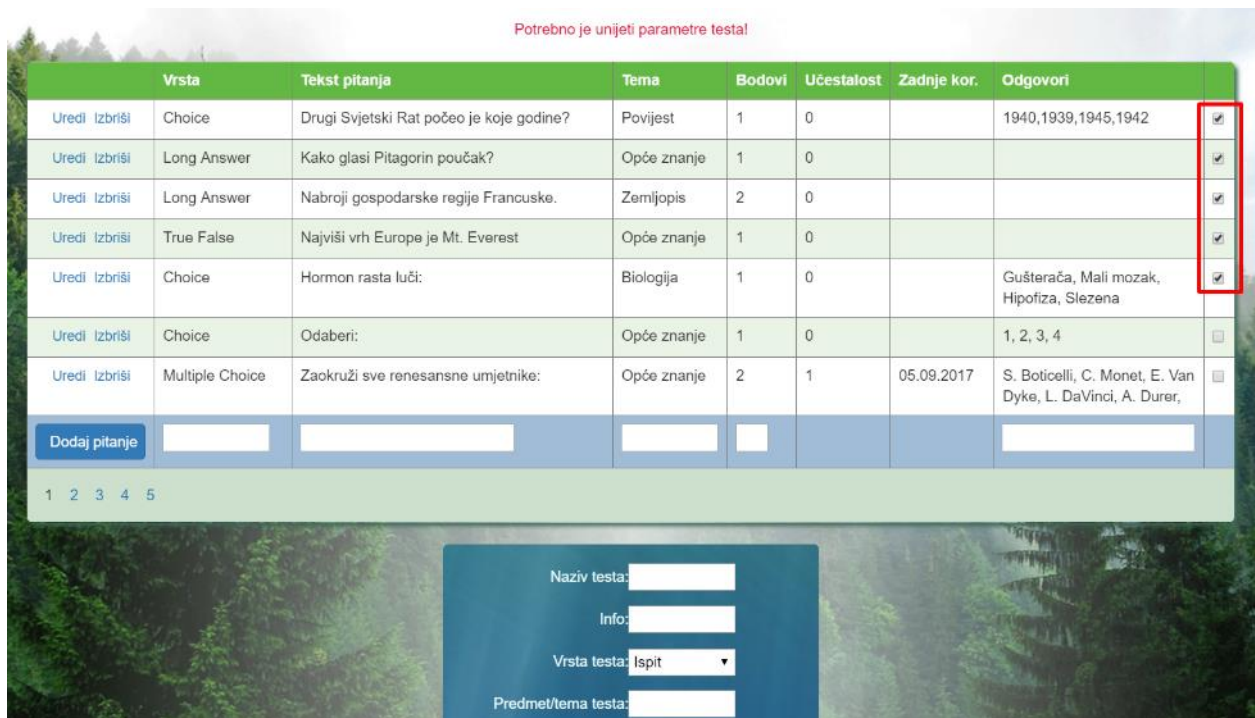 Potrebno je unijeti parametre testa!
Vrsta Tekst pitanja Tema Bodovi Učestalost Zadnje kor. Odgovori
Uredi Izbriši Choice Drugi Svjetski Rat počeo je koje godine? Povijest 1 0 1940,1939,1945,1942
Uredi Izbriši Long Answer Kako glasi Pitagorin poučak? Opće znanje 1 0
Uredi Izbriši Long Answer Nabroji gospodarske regije Francuske. Zemljopis 2 0
Uredi Izbriši True False Najviši vrh Europe je Mt. Everest Opće znanje 1 0
Uredi Izbriši Choice Hormon rasta luči: Biologija 1 0 Gušterača, Mali mozak,
Hipofiza, Slezena
Uredi Izbriši Choice Odaberi: Opće znanje 1 0 1, 2, 3, 4
Uredi Izbriši Multiple Choice Zaokruži sve renesansne umjetnike: Opće znanje 2 1 05.09.2017 S. Boticelli, C. Monet, E. Van
Dyke, L. DaVinci, A. Durer,
Dodaj pitanje
1 2 3 4 5
Naziv testa:
Info:
Vrsta testa: Ispit
Predmet/tema testa: